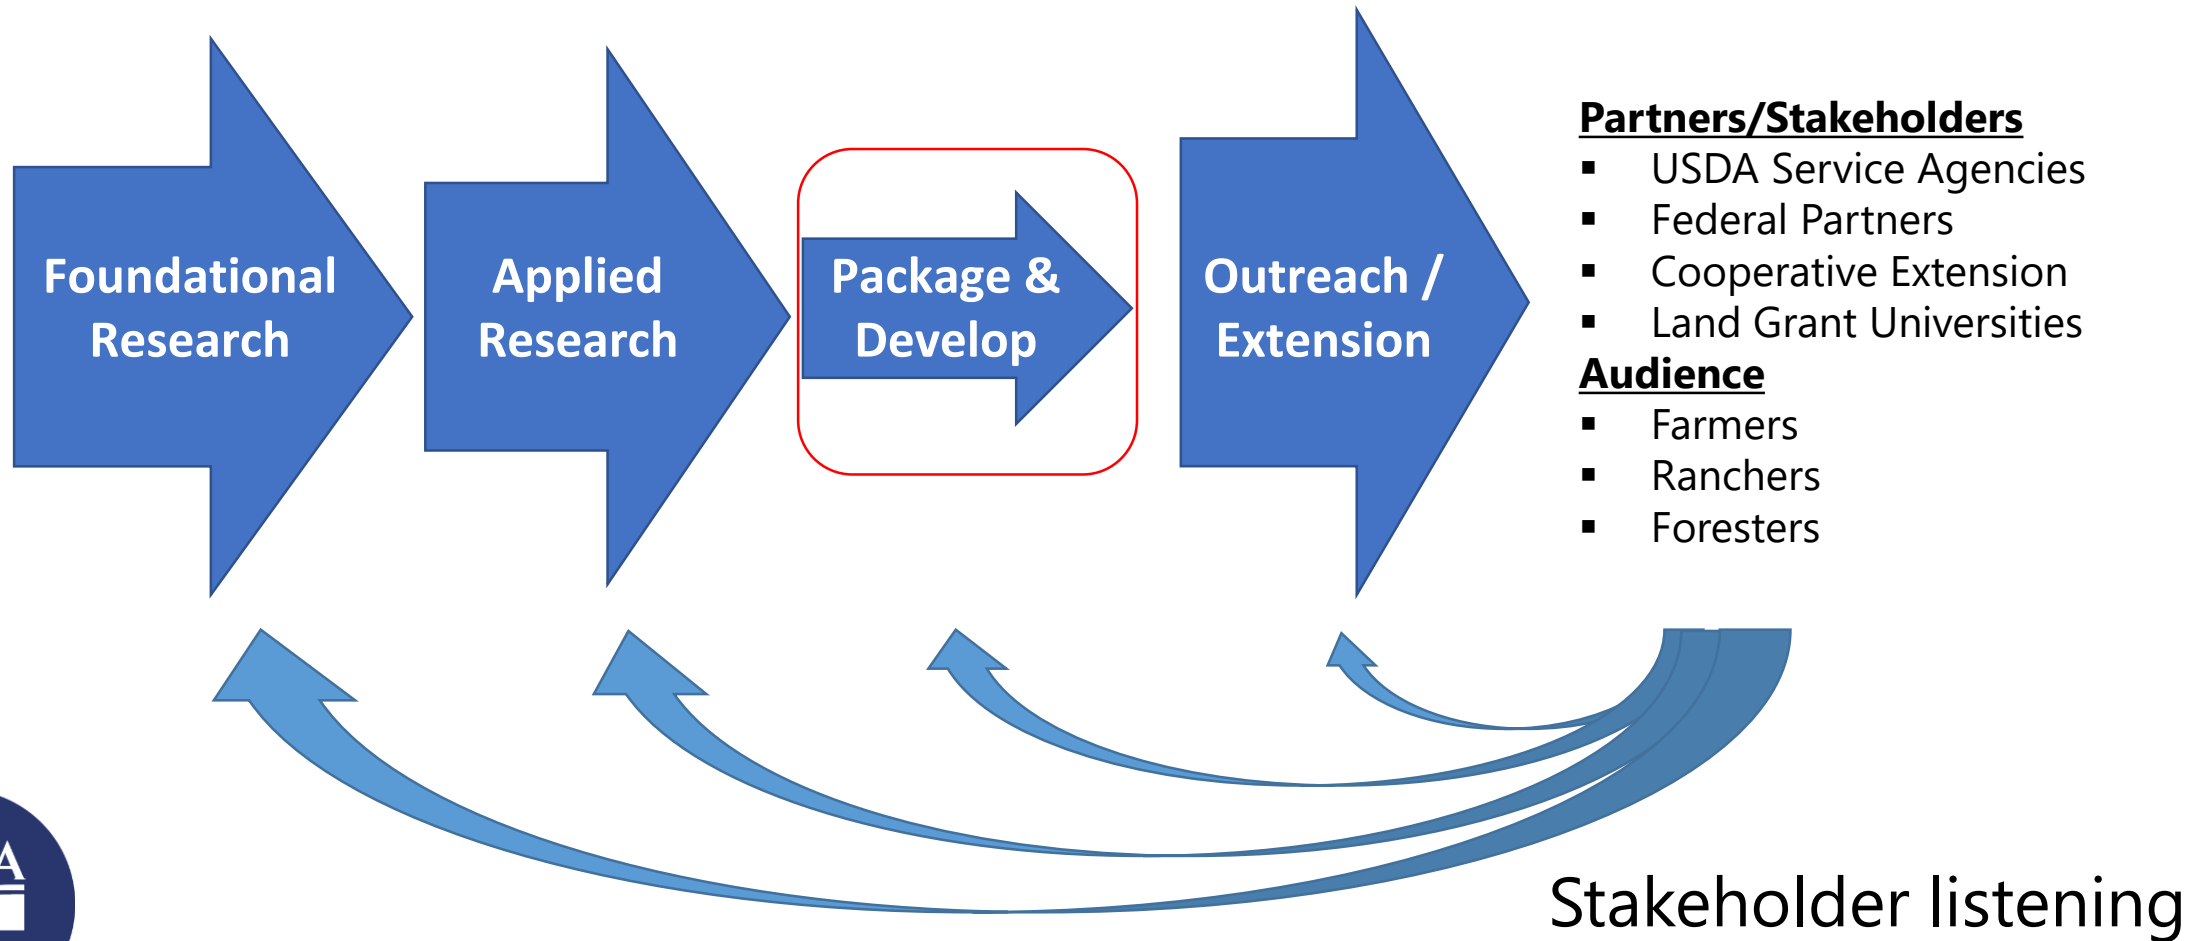 Foundational
Research
Applied
Research
Package &
Develop
Outreach /
Extension
Partners/Stakeholders
▪ USDA Service Agencies
▪ Federal Partners
▪ Cooperative Extension
▪ Land Grant Universities
Audience
▪ Farmers
▪ Ranchers
▪ Foresters
A
Stakeholder listening